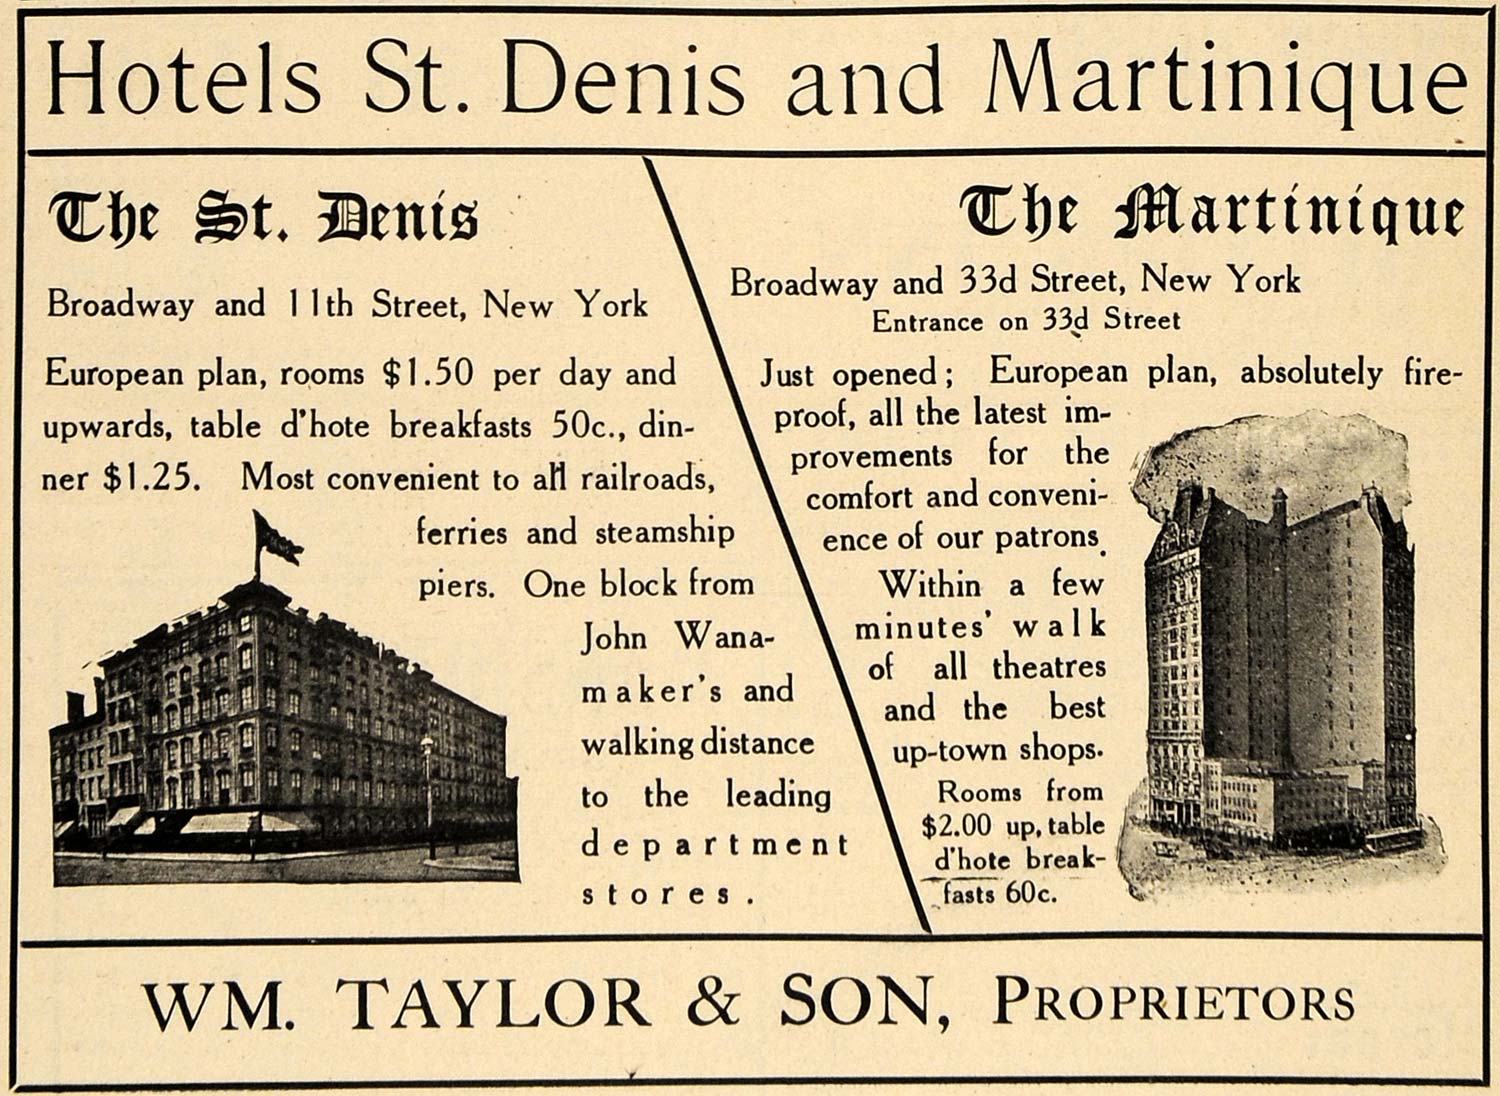 Hotels St. Denis and Martinique
The St. Denis
Broadway and 11th Street, New York
European plan, rooms $1.50 per day and
upwards, table d'hote breakfasts 50c., din-
ner $1.25. Most convenient to all railroads,
ferries and steamship
piers. One block from
John Wana-
maker's and
walking distance
to the leading
department
stores.
The Martinique
Broadway and 33d Street, New York
Entrance on 33d Street
Just opened; European plan, absolutely fire-
proof, all the latest im-
provements for the
comfort and conveni-
ence of our patrons.
Within a few
minutes' walk
of all theatres
and the best
up-town shops.
Rooms from
$2.00 up, table
d'hote break-
fasts 60c.
WM. TAYLOR & SON, PROPRIETORS